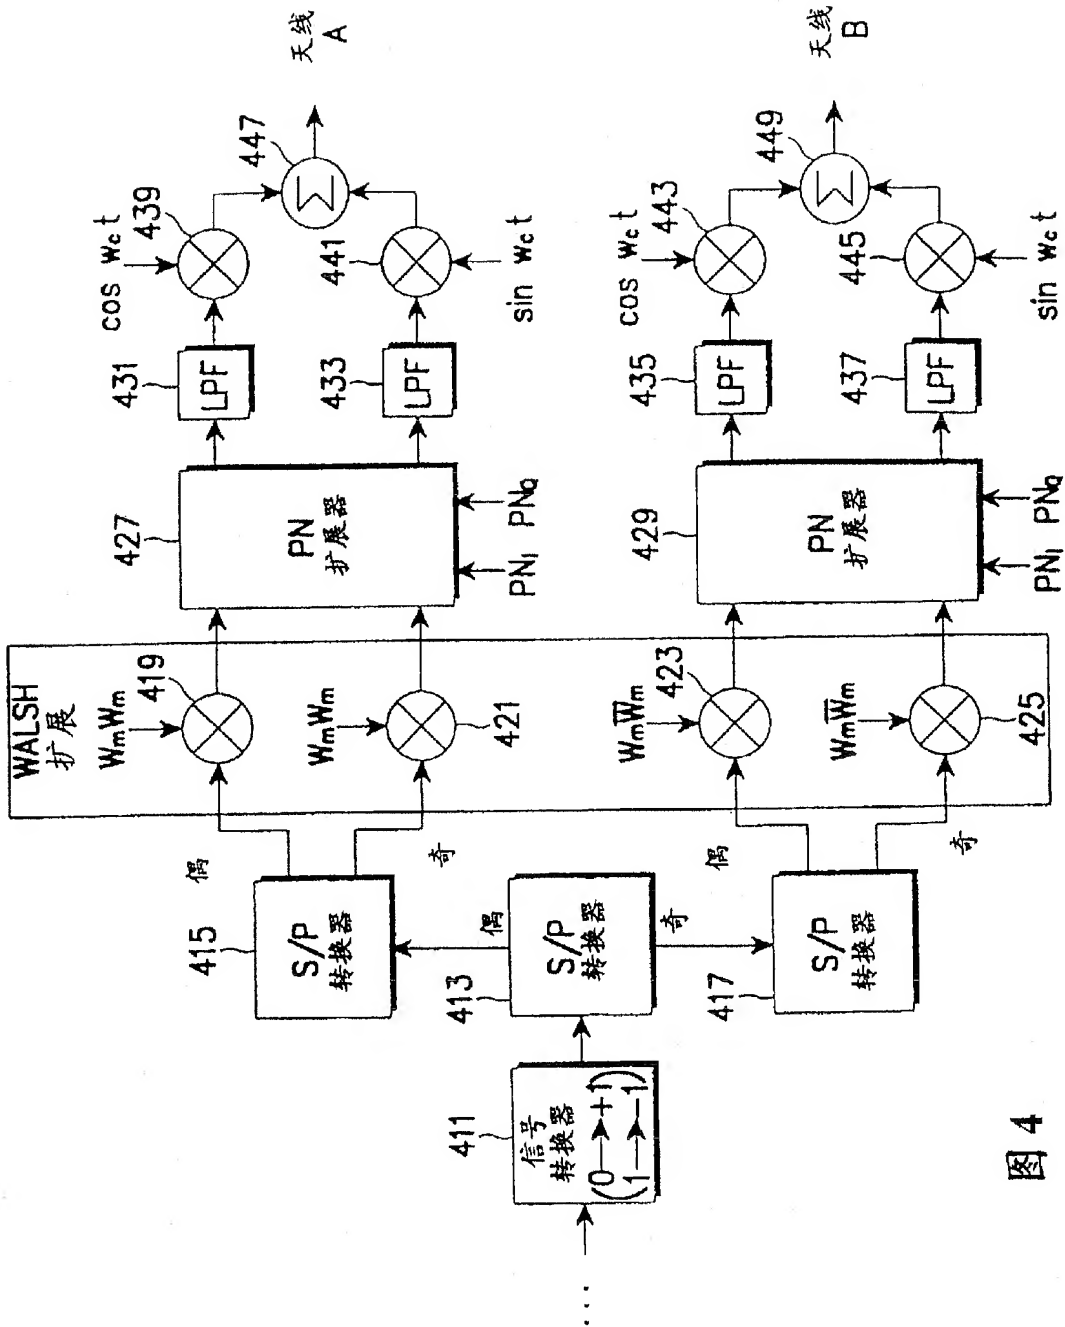 ...
411
信号
转换器
(0→+1)
(1→-1)
413
S/P
转换器
偶
奇
415
S/P
转换器
偶
奇
417
S/P
转换器
偶
奇
WALSH
扩展
WmWm
419
WmWm
421
WmW̅m
423
WmW̅m
425
427
PN
扩展器
PNI
PNQ
429
PN
扩展器
PNI
PNQ
431
LPF
433
LPF
435
LPF
437
LPF
cos wct
439
441
sin wct
cos wct
443
445
sin wct
447
Σ
449
Σ
天线
A
天线
B
图 4